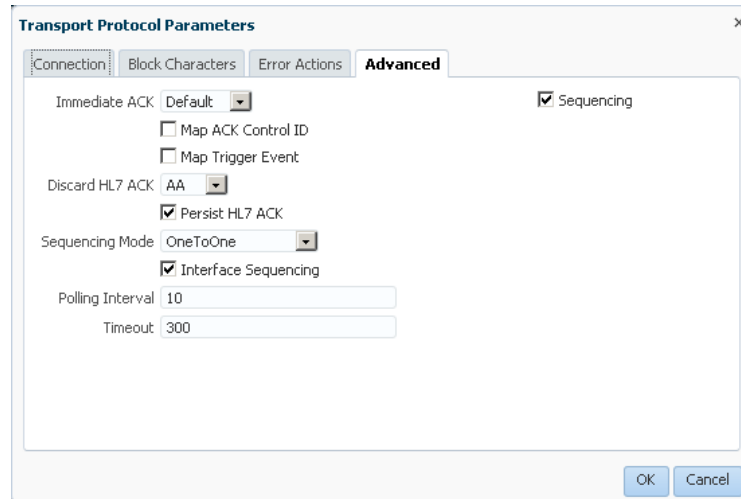 Transport Protocol Parameters
Connection Block Characters Error Actions Advanced
Immediate ACK Default Sequencing
Map ACK Control ID
Map Trigger Event
Discard HL7 ACK AA
Persist HL7 ACK
Sequencing Mode OneToOne
Interface Sequencing
Polling Interval 10
Timeout 300
OK Cancel